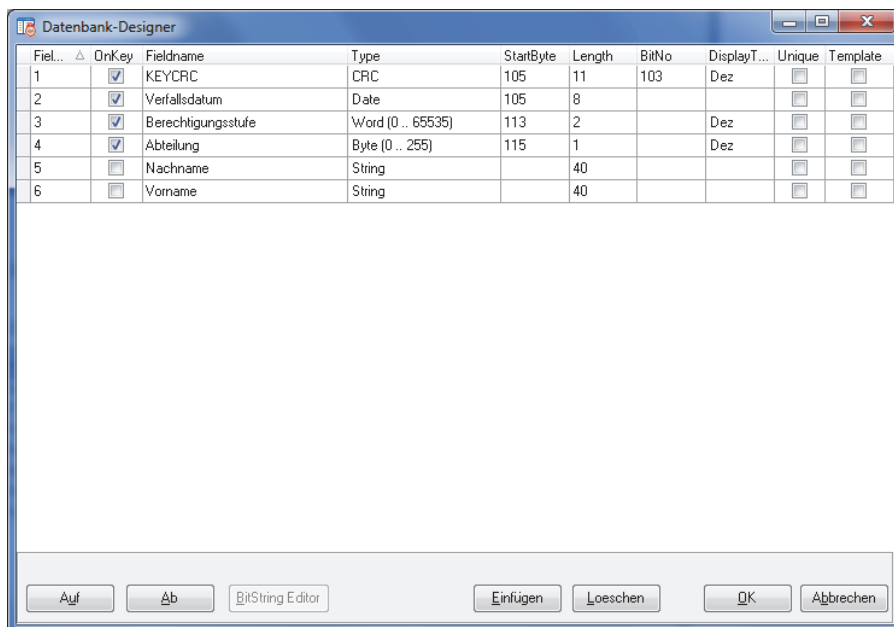 Datenbank-Designer
Fiel... OnKey Fieldname Type StartByte Length BitNo DisplayT... Unique Template
1 KEYCRC CRC 105 11 103 Dez
2 Verfallsdatum Date 105 8
3 Berechtigungsstufe Word (0 .. 65535) 113 2 Dez
4 Abteilung Byte (0 .. 255) 115 1 Dez
5 Nachname String 40
6 Vorname String 40
Auf Ab BitString Editor Einfügen Loeschen OK Abbrechen